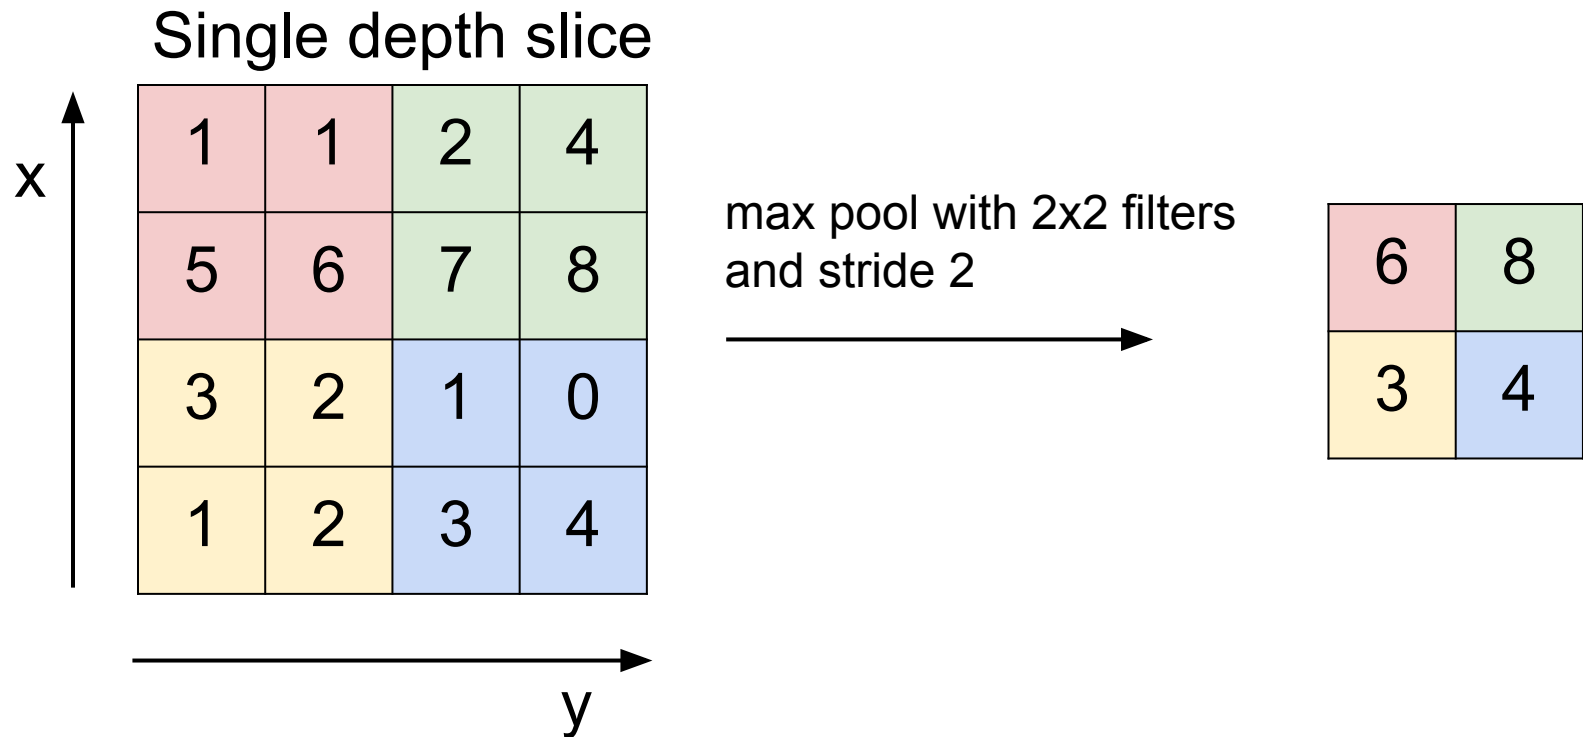 Single depth slice
x
1 1 2 4
5 6 7 8
3 2 1 0
1 2 3 4
y
max pool with 2x2 filters
and stride 2
6 8
3 4